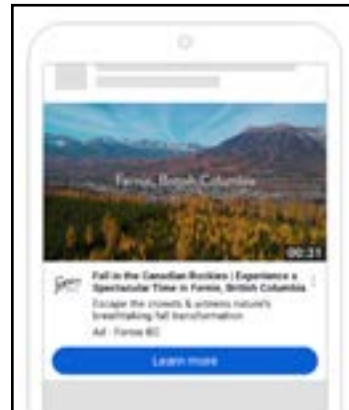 Fernie, British Columbia
00:31
Fall in the Canadian Rockies | Experience a
Spectacular Time in Fernie, British Columbia
Escape the crowds & witness nature's
breathtaking fall transformation
Ad · Fernie BC
Learn more